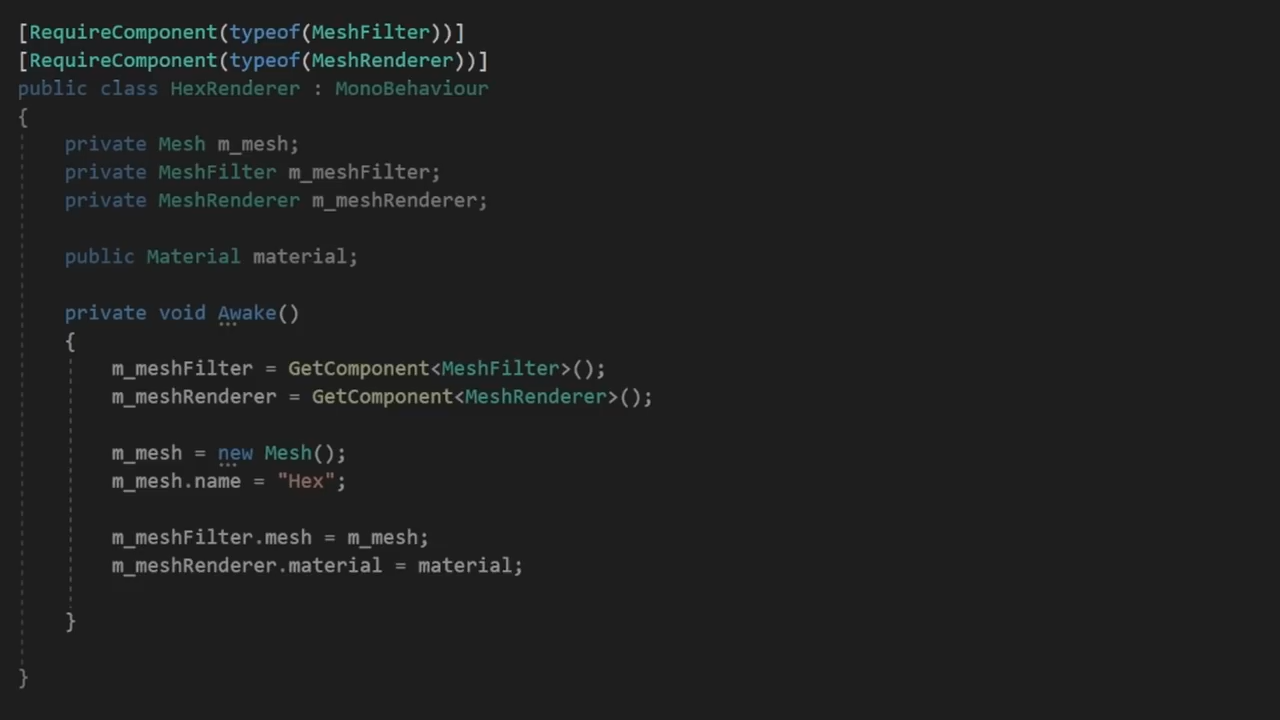 [RequireComponent(typeof(MeshFilter))]
[RequireComponent(typeof(MeshRenderer))]
public class HexRenderer : MonoBehaviour
{
    private Mesh m_mesh;
    private MeshFilter m_meshFilter;
    private MeshRenderer m_meshRenderer;

    public Material material;

    private void Awake()
    {
        m_meshFilter = GetComponent<MeshFilter>();
        m_meshRenderer = GetComponent<MeshRenderer>();

        m_mesh = new Mesh();
        m_mesh.name = "Hex";

        m_meshFilter.mesh = m_mesh;
        m_meshRenderer.material = material;

    }

}